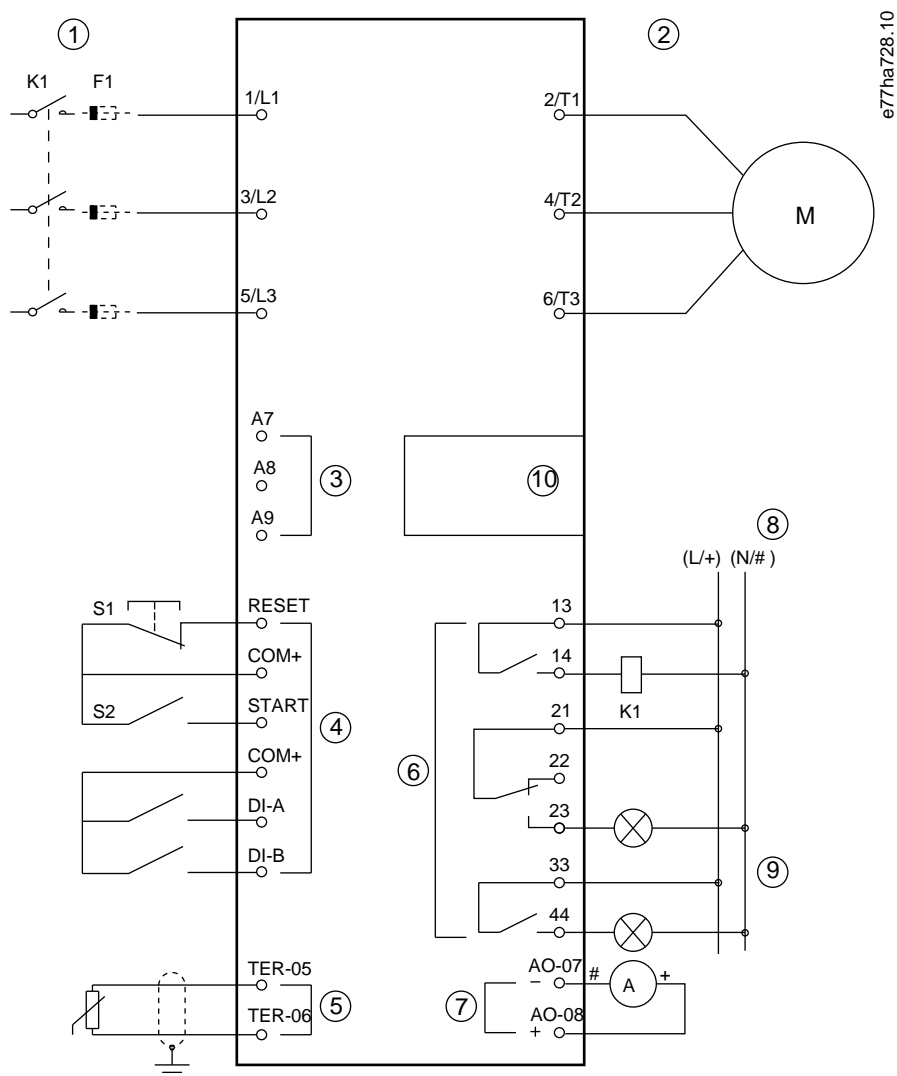 1
2
e77ha728.10
K1 F1
1/L1
2/T1
3/L2
4/T2
M
5/L3
6/T3
A7
A8
3
10
A9
8
(L/+) (N/# )
S1
RESET
13
COM+
14
S2
START
K1
4
21
COM+
6
22
DI-A
23
DI-B
33
9
44
TER-05
AO-07
− # A +
5
7
TER-06
AO-08
+